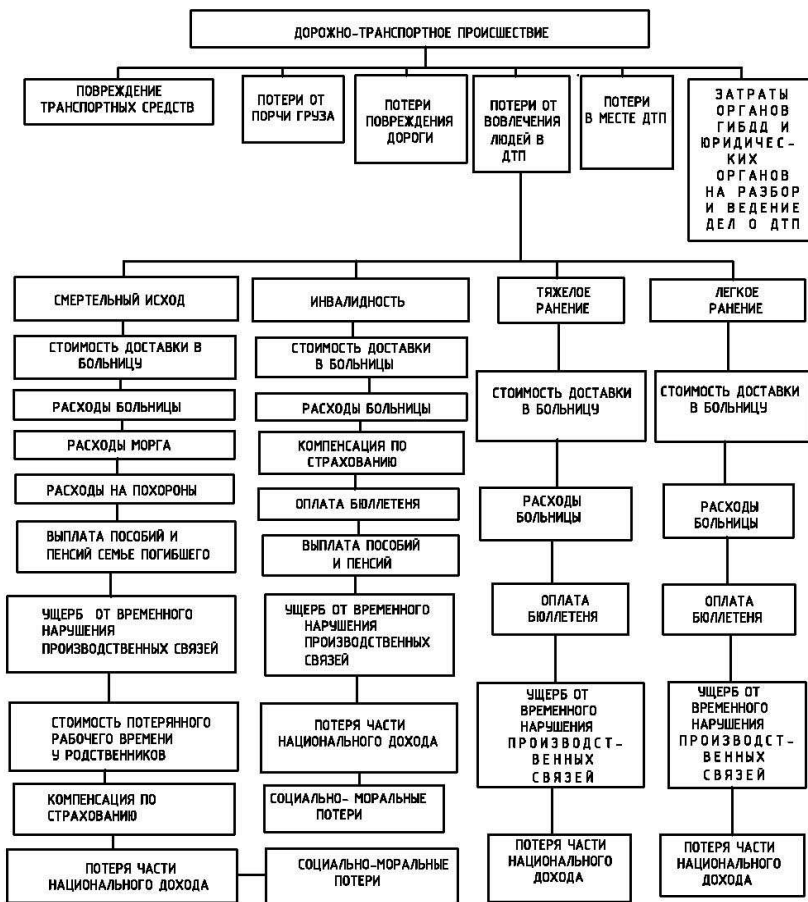 ДОРОЖНО-ТРАНСПОРТНОЕ ПРОИСШЕСТВИЕ
ПОВРЕЖДЕНИЕ
ТРАНСПОРТНЫХ СРЕДСТВ
ПОТЕРИ ОТ
ПОРЧИ ГРУЗА
ПОТЕРИ
ПОВРЕЖДЕНИЯ
ДОРОГИ
ПОТЕРИ ОТ
ВОВЛЕЧЕНИЯ
ЛЮДЕЙ В
ДТП
ПОТЕРИ
В МЕСТЕ ДТП
ЗАТРАТЫ
ОРГАНОВ
ГИБДД И
ЮРИДИЧЕС-
КИХ
ОРГАНОВ
НА РАЗБОР
И ВЕДЕНИЕ
ДЕЛ О ДТП
СМЕРТЕЛЬНЫЙ ИСХОД
СТОИМОСТЬ ДОСТАВКИ В
БОЛЬНИЦУ
РАСХОДЫ БОЛЬНИЦЫ
РАСХОДЫ МОРГА
РАСХОДЫ НА ПОХОРОНЫ
ВЫПЛАТА ПОСОБИЙ И
ПЕНСИЙ СЕМЬЕ ПОГИБШЕГО
УЩЕРБ ОТ ВРЕМЕННОГО
НАРУШЕНИЯ
ПРОИЗВОДСТВЕННЫХ СВЯЗЕЙ
СТОИМОСТЬ ПОТЕРЯННОГО
РАБОЧЕГО ВРЕМЕНИ
У РОДСТВЕННИКОВ
КОМПЕНСАЦИЯ ПО
СТРАХОВАНИЮ
ПОТЕРЯ ЧАСТИ
НАЦИОНАЛЬНОГО ДОХОДА
СОЦИАЛЬНО-МОРАЛЬНЫЕ
ПОТЕРИ
ИНВАЛИДНОСТЬ
СТОИМОСТЬ ДОСТАВКИ
В БОЛЬНИЦЫ
РАСХОДЫ БОЛЬНИЦЫ
КОМПЕНСАЦИЯ ПО
СТРАХОВАНИЮ
ОПЛАТА БЮЛЛЕТЕНЯ
ВЫПЛАТА ПОСОБИЙ
И ПЕНСИЙ
УЩЕРБ ОТ ВРЕМЕННОГО
НАРУШЕНИЯ
ПРОИЗВОДСТВЕННЫХ
СВЯЗЕЙ
ПОТЕРЯ ЧАСТИ
НАЦИОНАЛЬНОГО ДОХОДА
СОЦИАЛЬНО- МОРАЛЬНЫЕ
ПОТЕРИ
ТЯЖЕЛОЕ
РАНЕНИЕ
СТОИМОСТЬ ДОСТАВКИ
В БОЛЬНИЦУ
РАСХОДЫ
БОЛЬНИЦЫ
ОПЛАТА
БЮЛЛЕТЕНЯ
УЩЕРБ ОТ
ВРЕМЕННОГО
НАРУШЕНИЯ
ПРОИЗВОДСТ-
ВЕННЫХ
СВЯЗЕЙ
ПОТЕРЯ ЧАСТИ
НАЦИОНАЛЬНОГО
ДОХОДА
ЛЕГКОЕ
РАНЕНИЕ
СТОИМОСТЬ ДОСТАВКИ
В БОЛЬНИЦУ
РАСХОДЫ
БОЛЬНИЦЫ
ОПЛАТА
БЮЛЛЕТЕНЯ
УЩЕРБ ОТ
ВРЕМЕННОГО
НАРУШЕНИЯ
ПРОИЗВОДСТ-
ВЕННЫХ
СВЯЗЕЙ
ПОТЕРЯ ЧАСТИ
НАЦИОНАЛЬНОГО
ДОХОДА